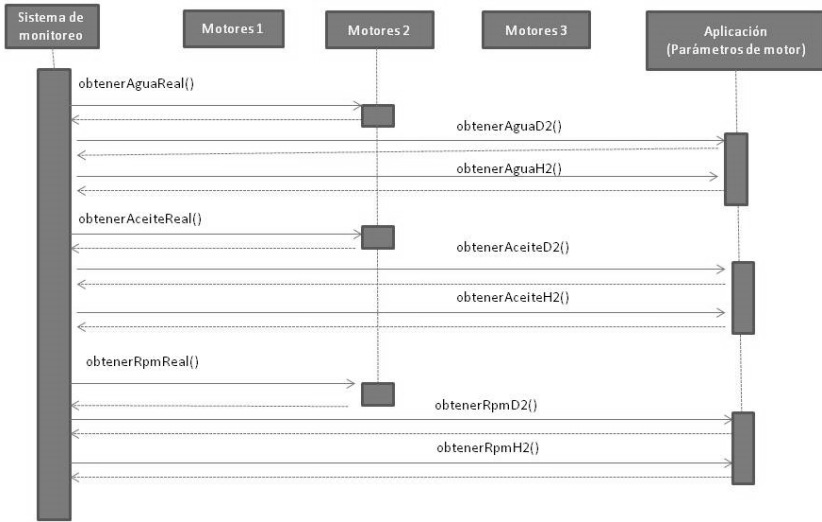 Sistema de
monitoreo
Motores 1
Motores 2
Motores 3
Aplicación
(Parámetros de motor)
obtenerAguaReal()
obtenerAguaD2()
obtenerAguaH2()
obtenerAceiteReal()
obtenerAceiteD2()
obtenerAceiteH2()
obtenerRpmReal()
obtenerRpmD2()
obtenerRpmH2()